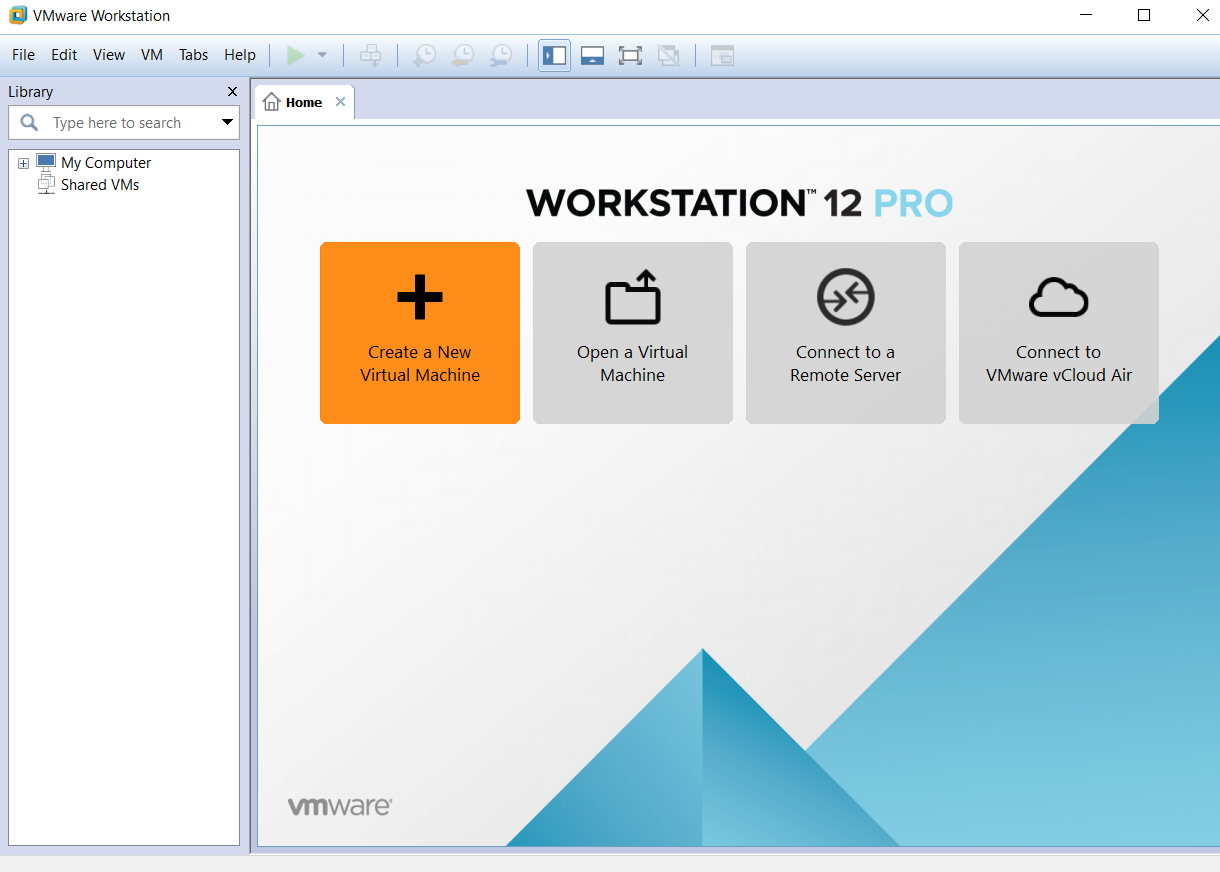 VMware Workstation
File Edit View VM Tabs Help
Library
Type here to search
My Computer
Shared VMs
Home
WORKSTATION™ 12 PRO
Create a New
Virtual Machine
Open a Virtual
Machine
Connect to a
Remote Server
Connect to
VMware vCloud Air
vmware®